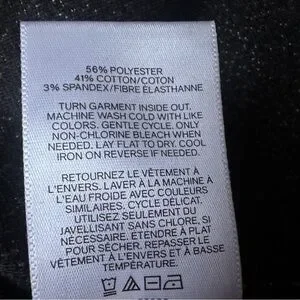 56% POLYESTER
41% COTTON/COTON
3% SPANDEX/FIBRE ÉLASTHANNE
TURN GARMENT INSIDE OUT.
MACHINE WASH COLD WITH LIKE
COLORS. GENTLE CYCLE. ONLY
NON-CHLORINE BLEACH WHEN
NEEDED. LAY FLAT TO DRY. COOL
IRON ON REVERSE IF NEEDED.
RETOURNEZ LE VÊTEMENT À
L'ENVERS. LAVER À LA MACHINE A
L'EAU FROIDE AVEC COULEURS
SIMILAIRES. CYCLE DÉLICAT.
UTILISEZ SEULEMENT DU
JAVELLISANT SANS CHLORE, SI
NÉCESSAIRE. ÉTENDRE À PLAT
POUR SÉCHER. REPASSER LE
VÊTEMENT À L'ENVERS ET À BASSE
TEMPÉRATURE.